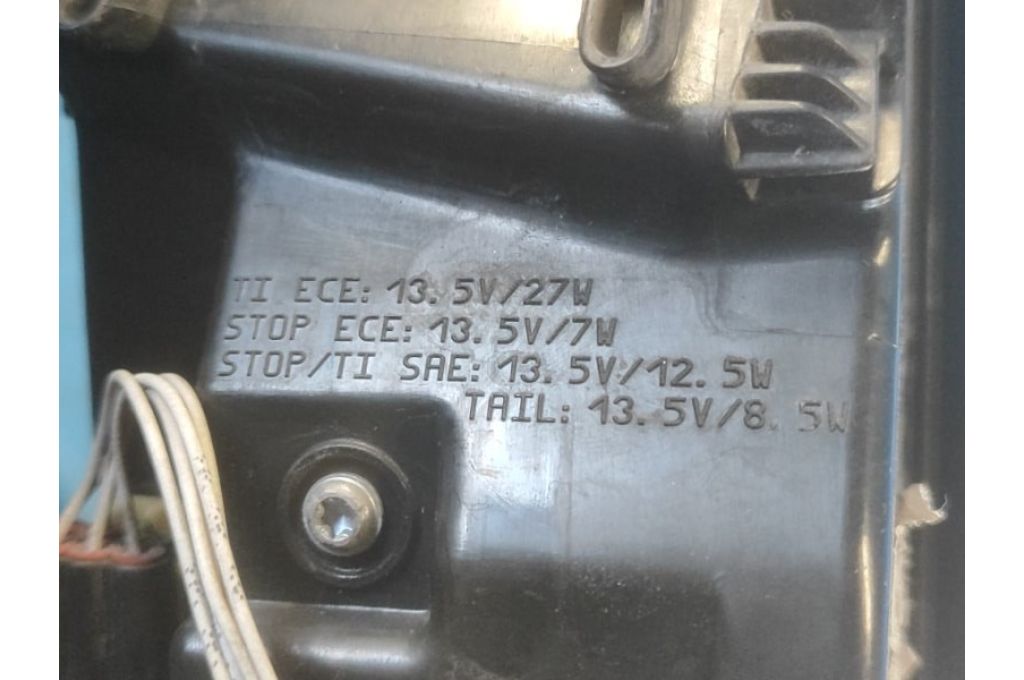 TI ECE: 13.5V/27W
STOP ECE: 13.5V/7W
STOP/TI SAE: 13.5V/12.5W
TAIL: 13.5V/8.5W